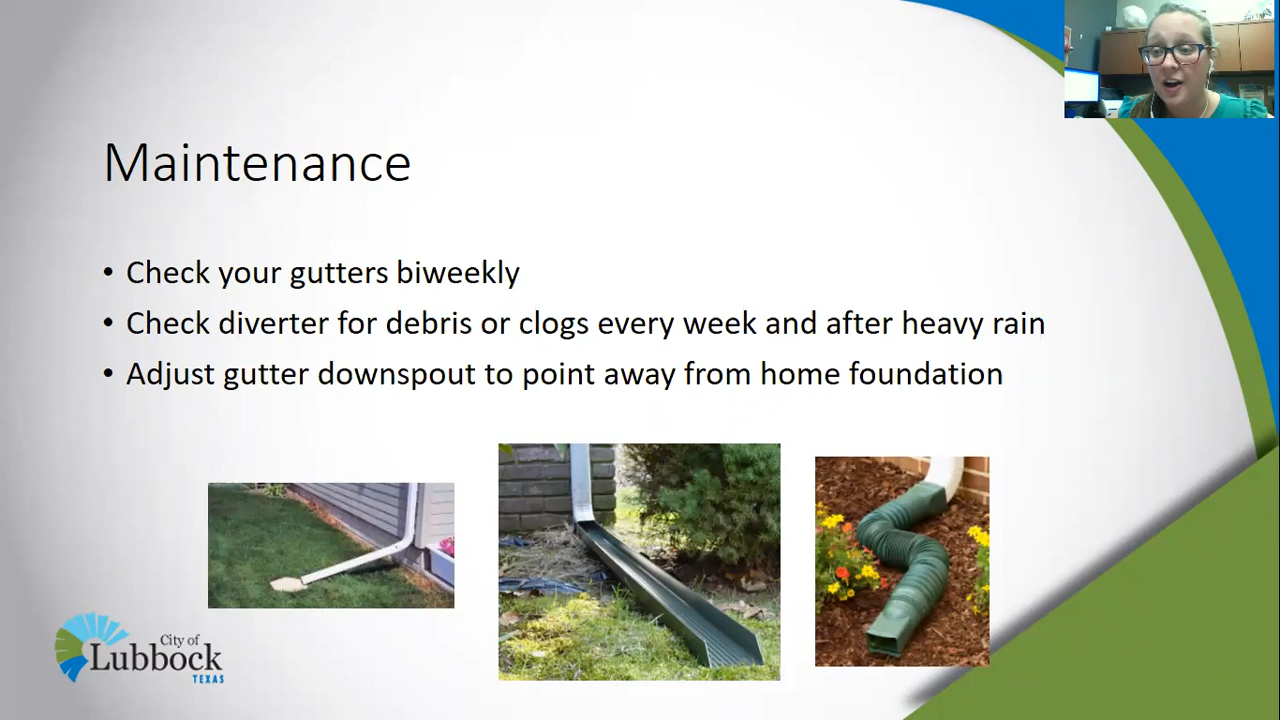 Maintenance
• Check your gutters biweekly
• Check diverter for debris or clogs every week and after heavy rain
• Adjust gutter downspout to point away from home foundation
City of
Lubbock
TEXAS